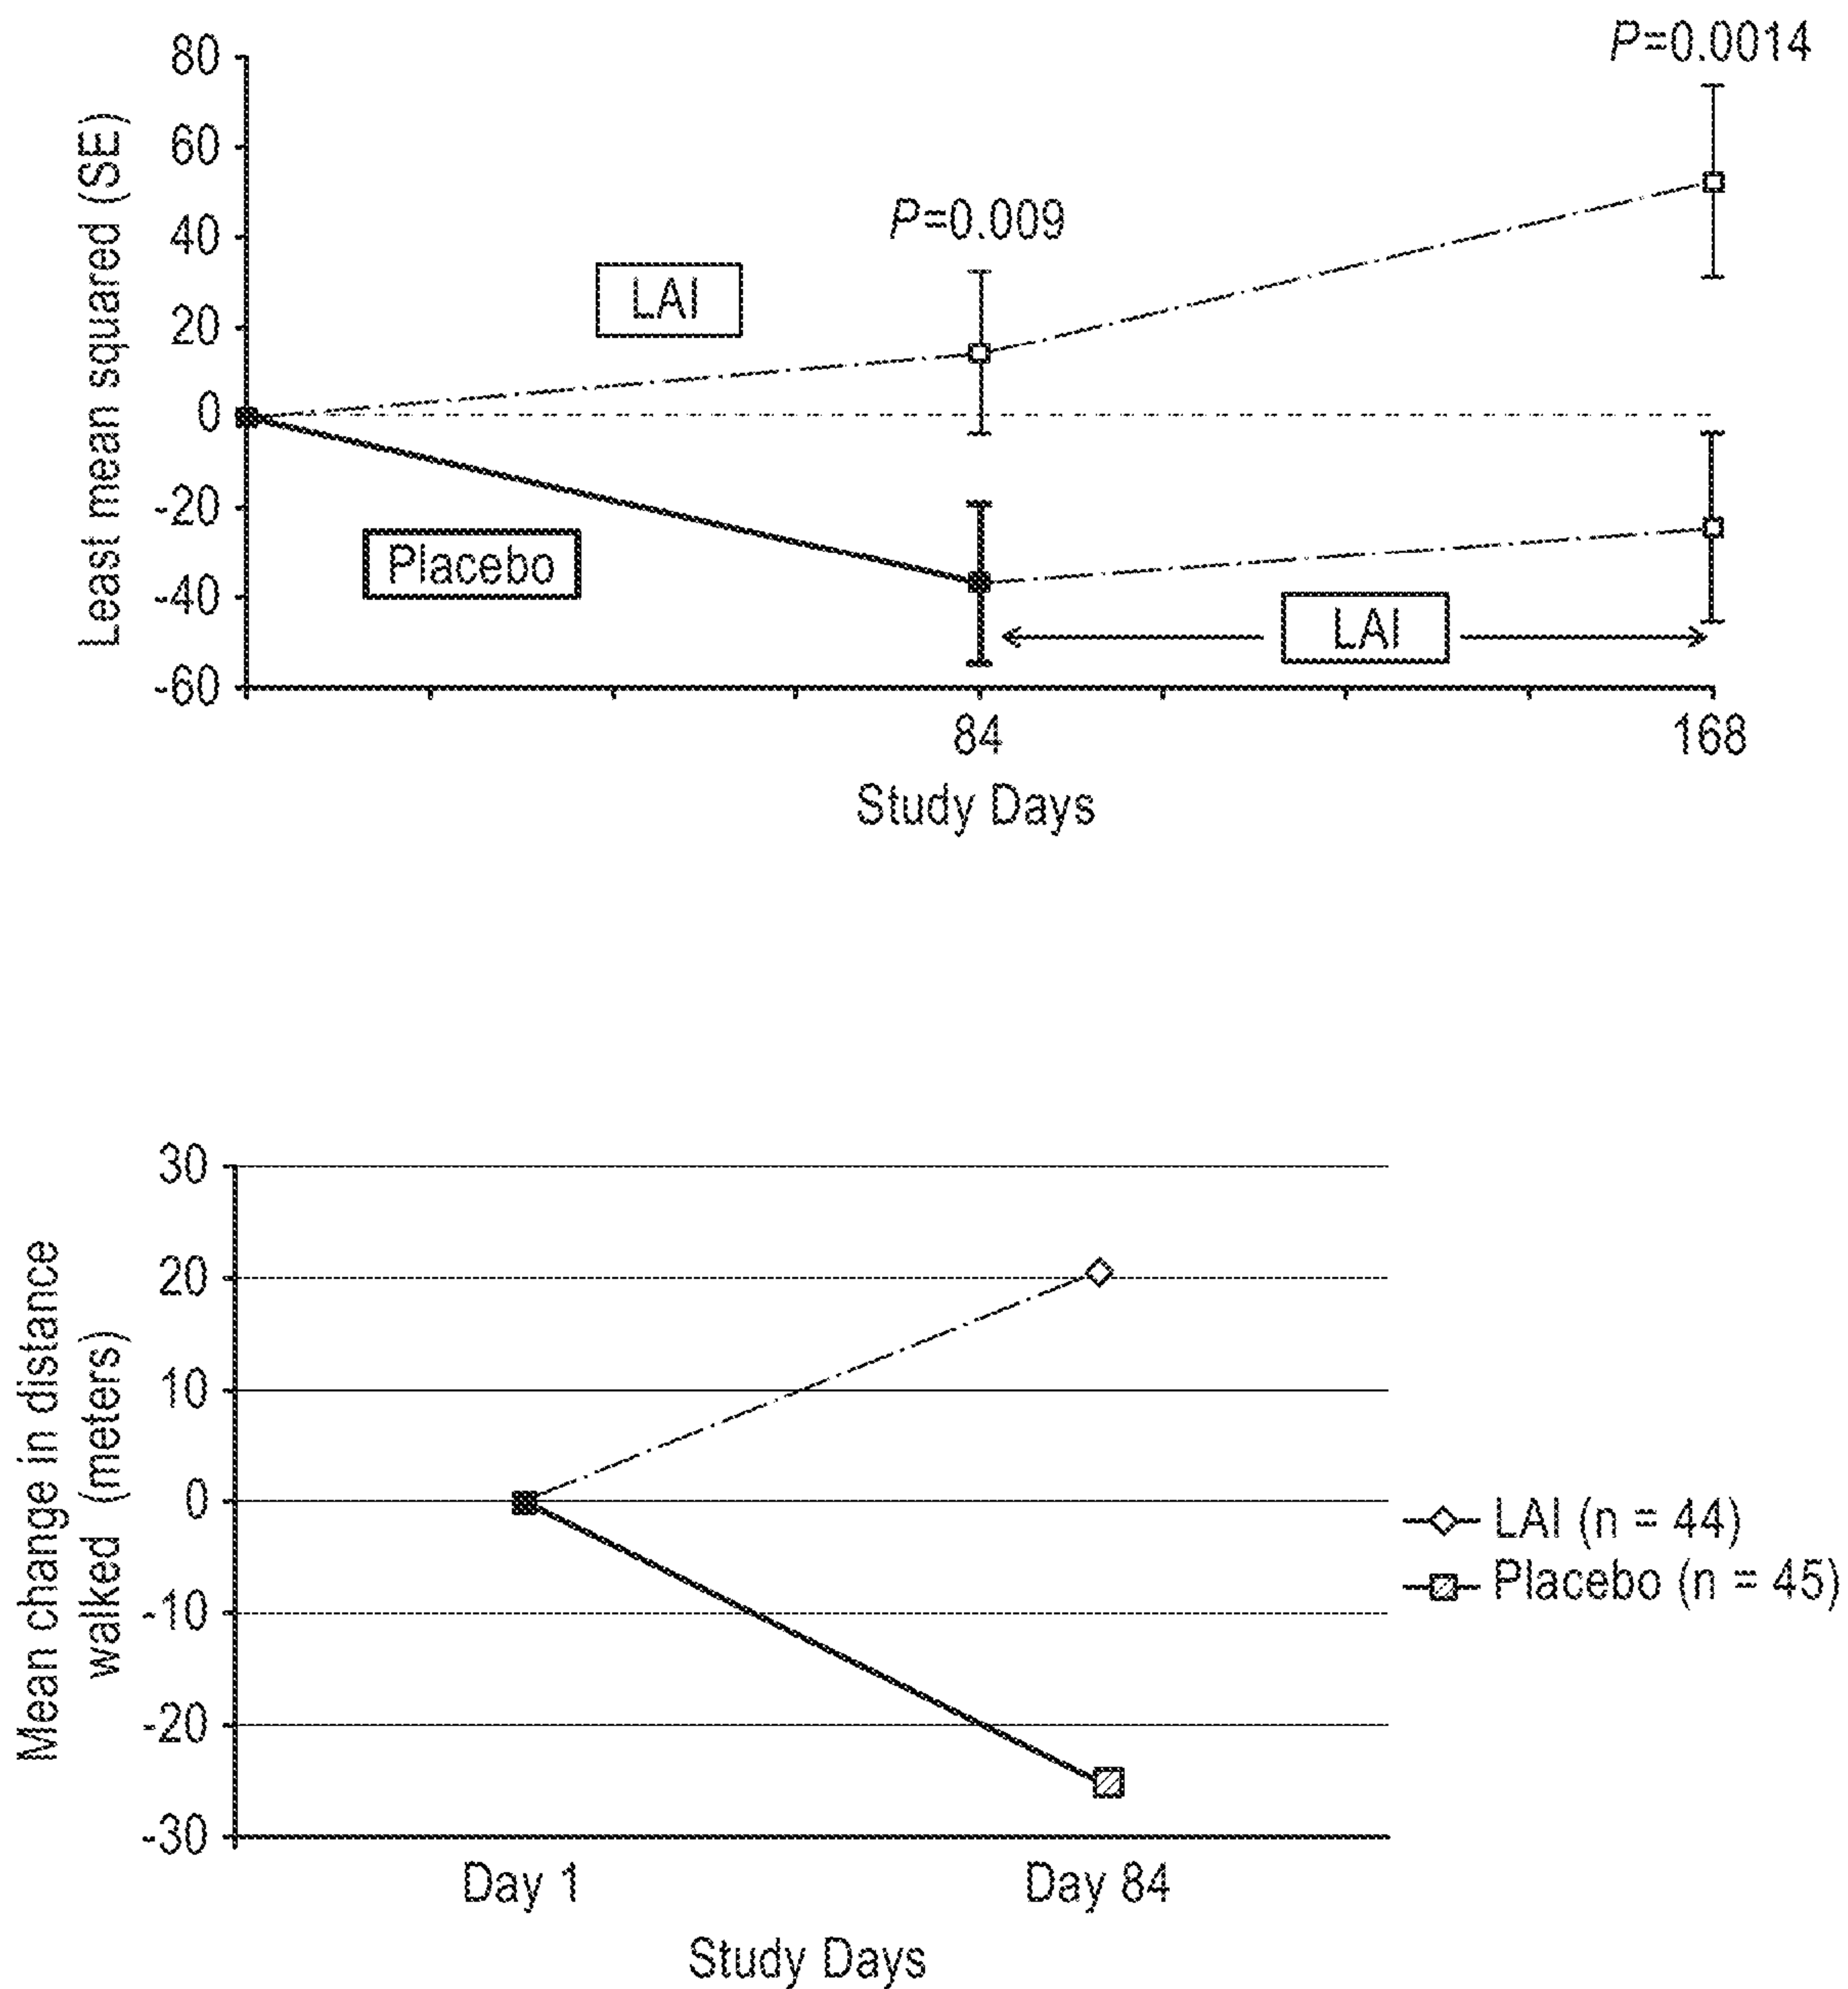 P=0.0014
80
60
40
20
0
-20
-40
-60
Least mean squared (SE)
P=0.009
LAI
Placebo
LAI
84
168
Study Days
30
20
10
0
-10
-20
-30
Mean change in distance
walked (meters)
LAI (n = 44)
Placebo (n = 45)
Day 1
Day 84
Study Days